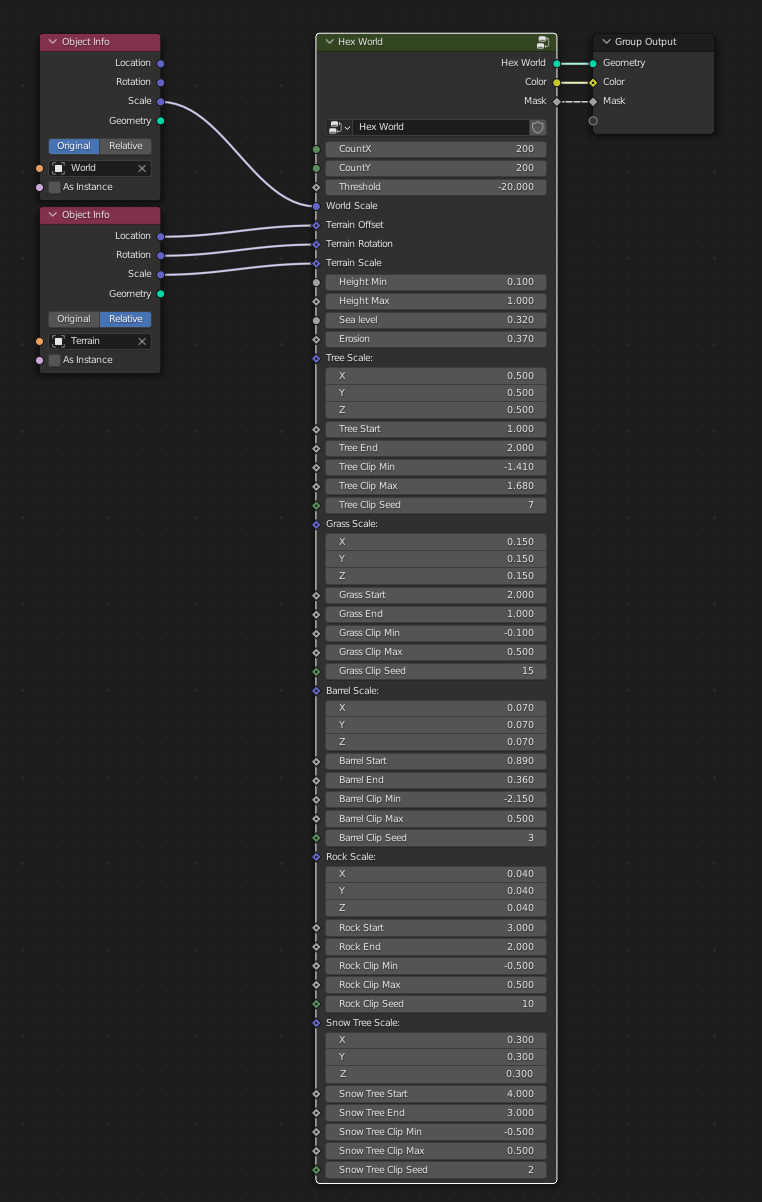 Object Info
Location
Rotation
Scale
Geometry
Original Relative
World
As Instance
Object Info
Location
Rotation
Scale
Geometry
Original Relative
Terrain
As Instance
Hex World
Hex World
Color
Mask
Hex World
CountX 200
CountY 200
Threshold -20.000
World Scale
Terrain Offset
Terrain Rotation
Terrain Scale
Height Min 0.100
Height Max 1.000
Sea level 0.320
Erosion 0.370
Tree Scale:
X 0.500
Y 0.500
Z 0.500
Tree Start 1.000
Tree End 2.000
Tree Clip Min -1.410
Tree Clip Max 1.680
Tree Clip Seed 7
Grass Scale:
X 0.150
Y 0.150
Z 0.150
Grass Start 2.000
Grass End 1.000
Grass Clip Min -0.100
Grass Clip Max 0.500
Grass Clip Seed 15
Barrel Scale:
X 0.070
Y 0.070
Z 0.070
Barrel Start 0.890
Barrel End 0.360
Barrel Clip Min -2.150
Barrel Clip Max 0.500
Barrel Clip Seed 3
Rock Scale:
X 0.040
Y 0.040
Z 0.040
Rock Start 3.000
Rock End 2.000
Rock Clip Min -0.500
Rock Clip Max 0.500
Rock Clip Seed 10
Snow Tree Scale:
X 0.300
Y 0.300
Z 0.300
Snow Tree Start 4.000
Snow Tree End 3.000
Snow Tree Clip Min -0.500
Snow Tree Clip Max 0.500
Snow Tree Clip Seed 2
Group Output
Geometry
Color
Mask